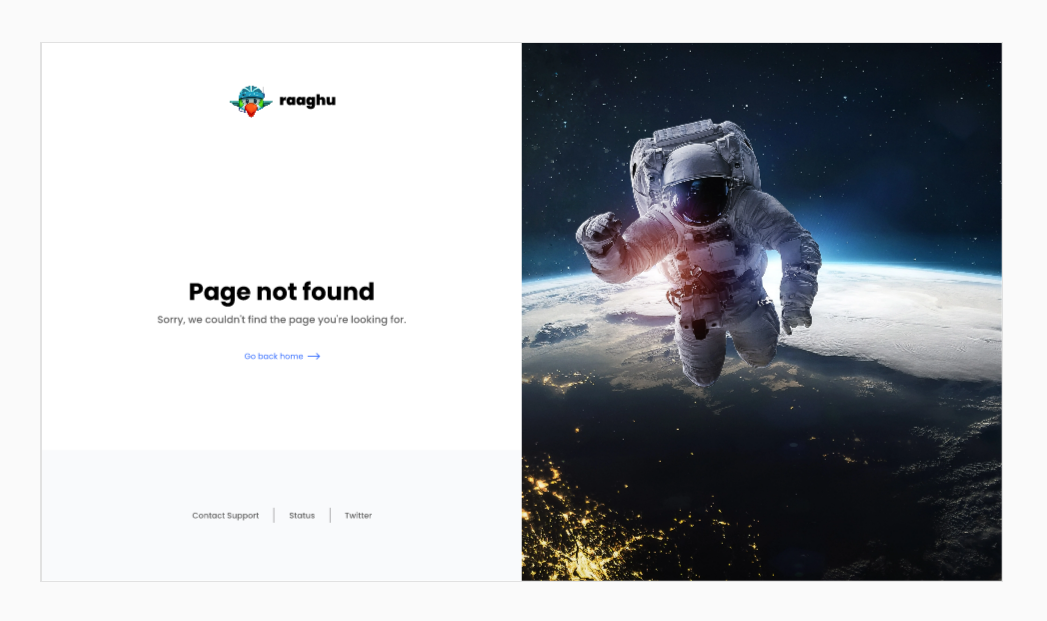 raaghu
Page not found
Sorry, we couldn't find the page you're looking for.
Go back home
Contact Support
Status
Twitter